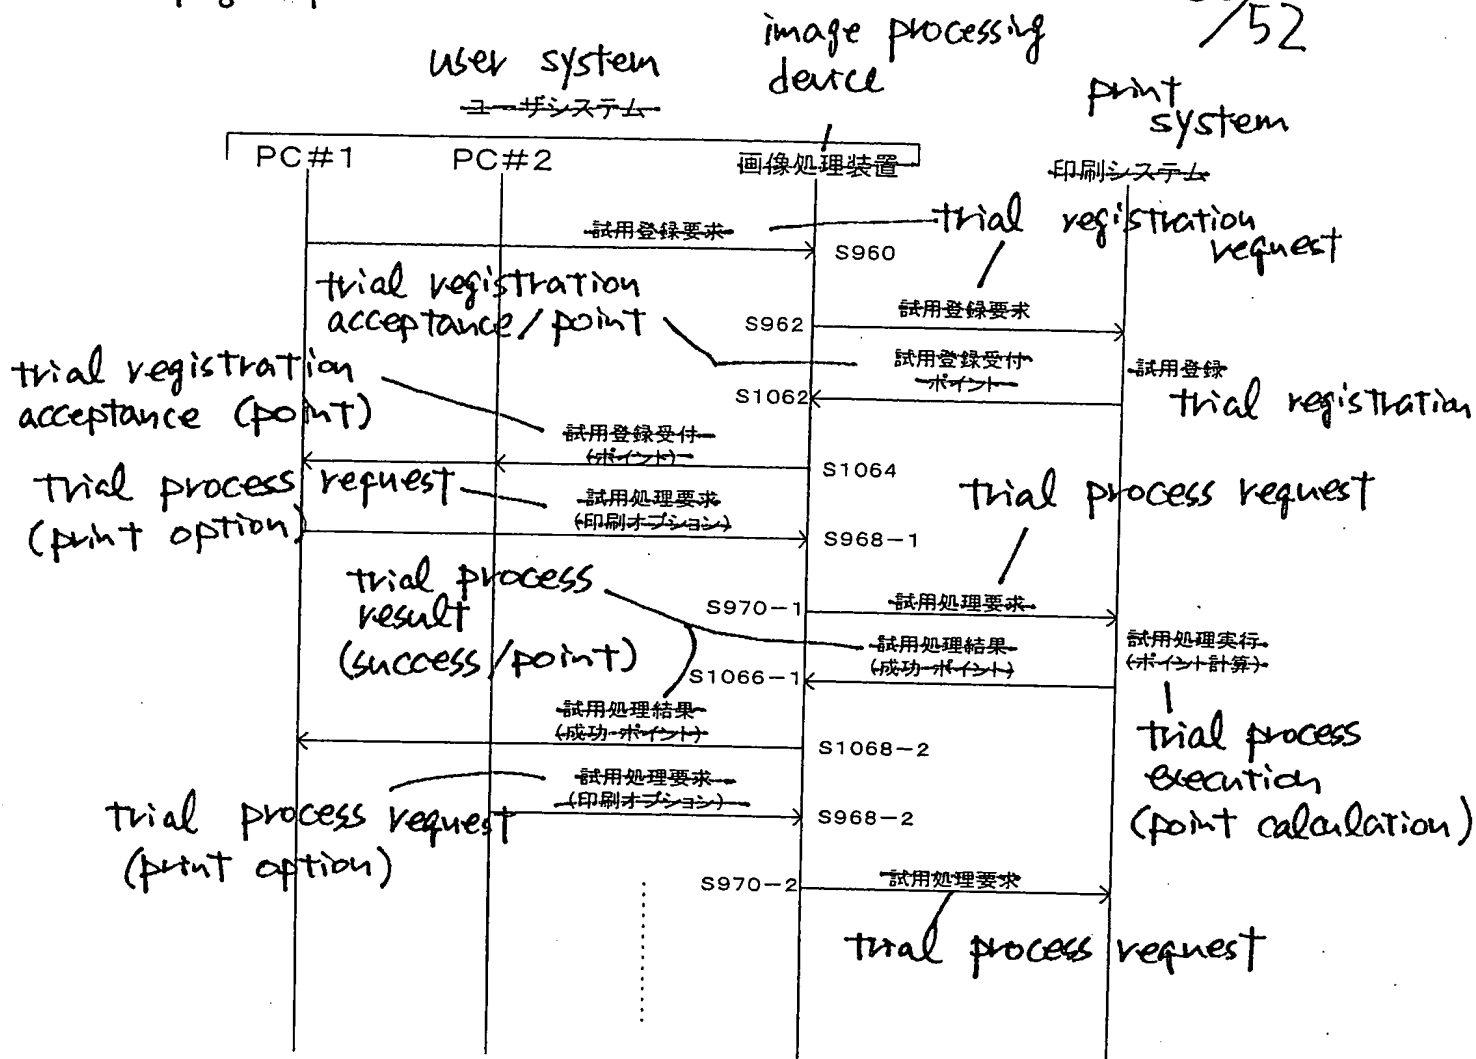 /52
image processing
device
user system
ユーザシステム
print
system
PC#1
PC#2
画像処理装置
印刷システム
試用登録要求
trial registration
request
S960
trial registration
acceptance/point
S962
試用登録要求
試用登録受付
ポイント
試用登録
trial registration
S1062
trial registration
acceptance (point)
試用登録受付
(ポイント)
S1064
trial process request
(print option)
試用処理要求
(印刷オプション)
S968-1
trial process request
trial process
result
(success/point)
S970-1
試用処理要求
試用処理結果
(成功・ポイント)
試用処理実行
(ポイント計算)
S1066-1
試用処理結果
(成功・ポイント)
S1068-2
trial process
execution
(point calculation)
試用処理要求
(印刷オプション)
trial process request
(print option)
S968-2
S970-2
試用処理要求
trial process request